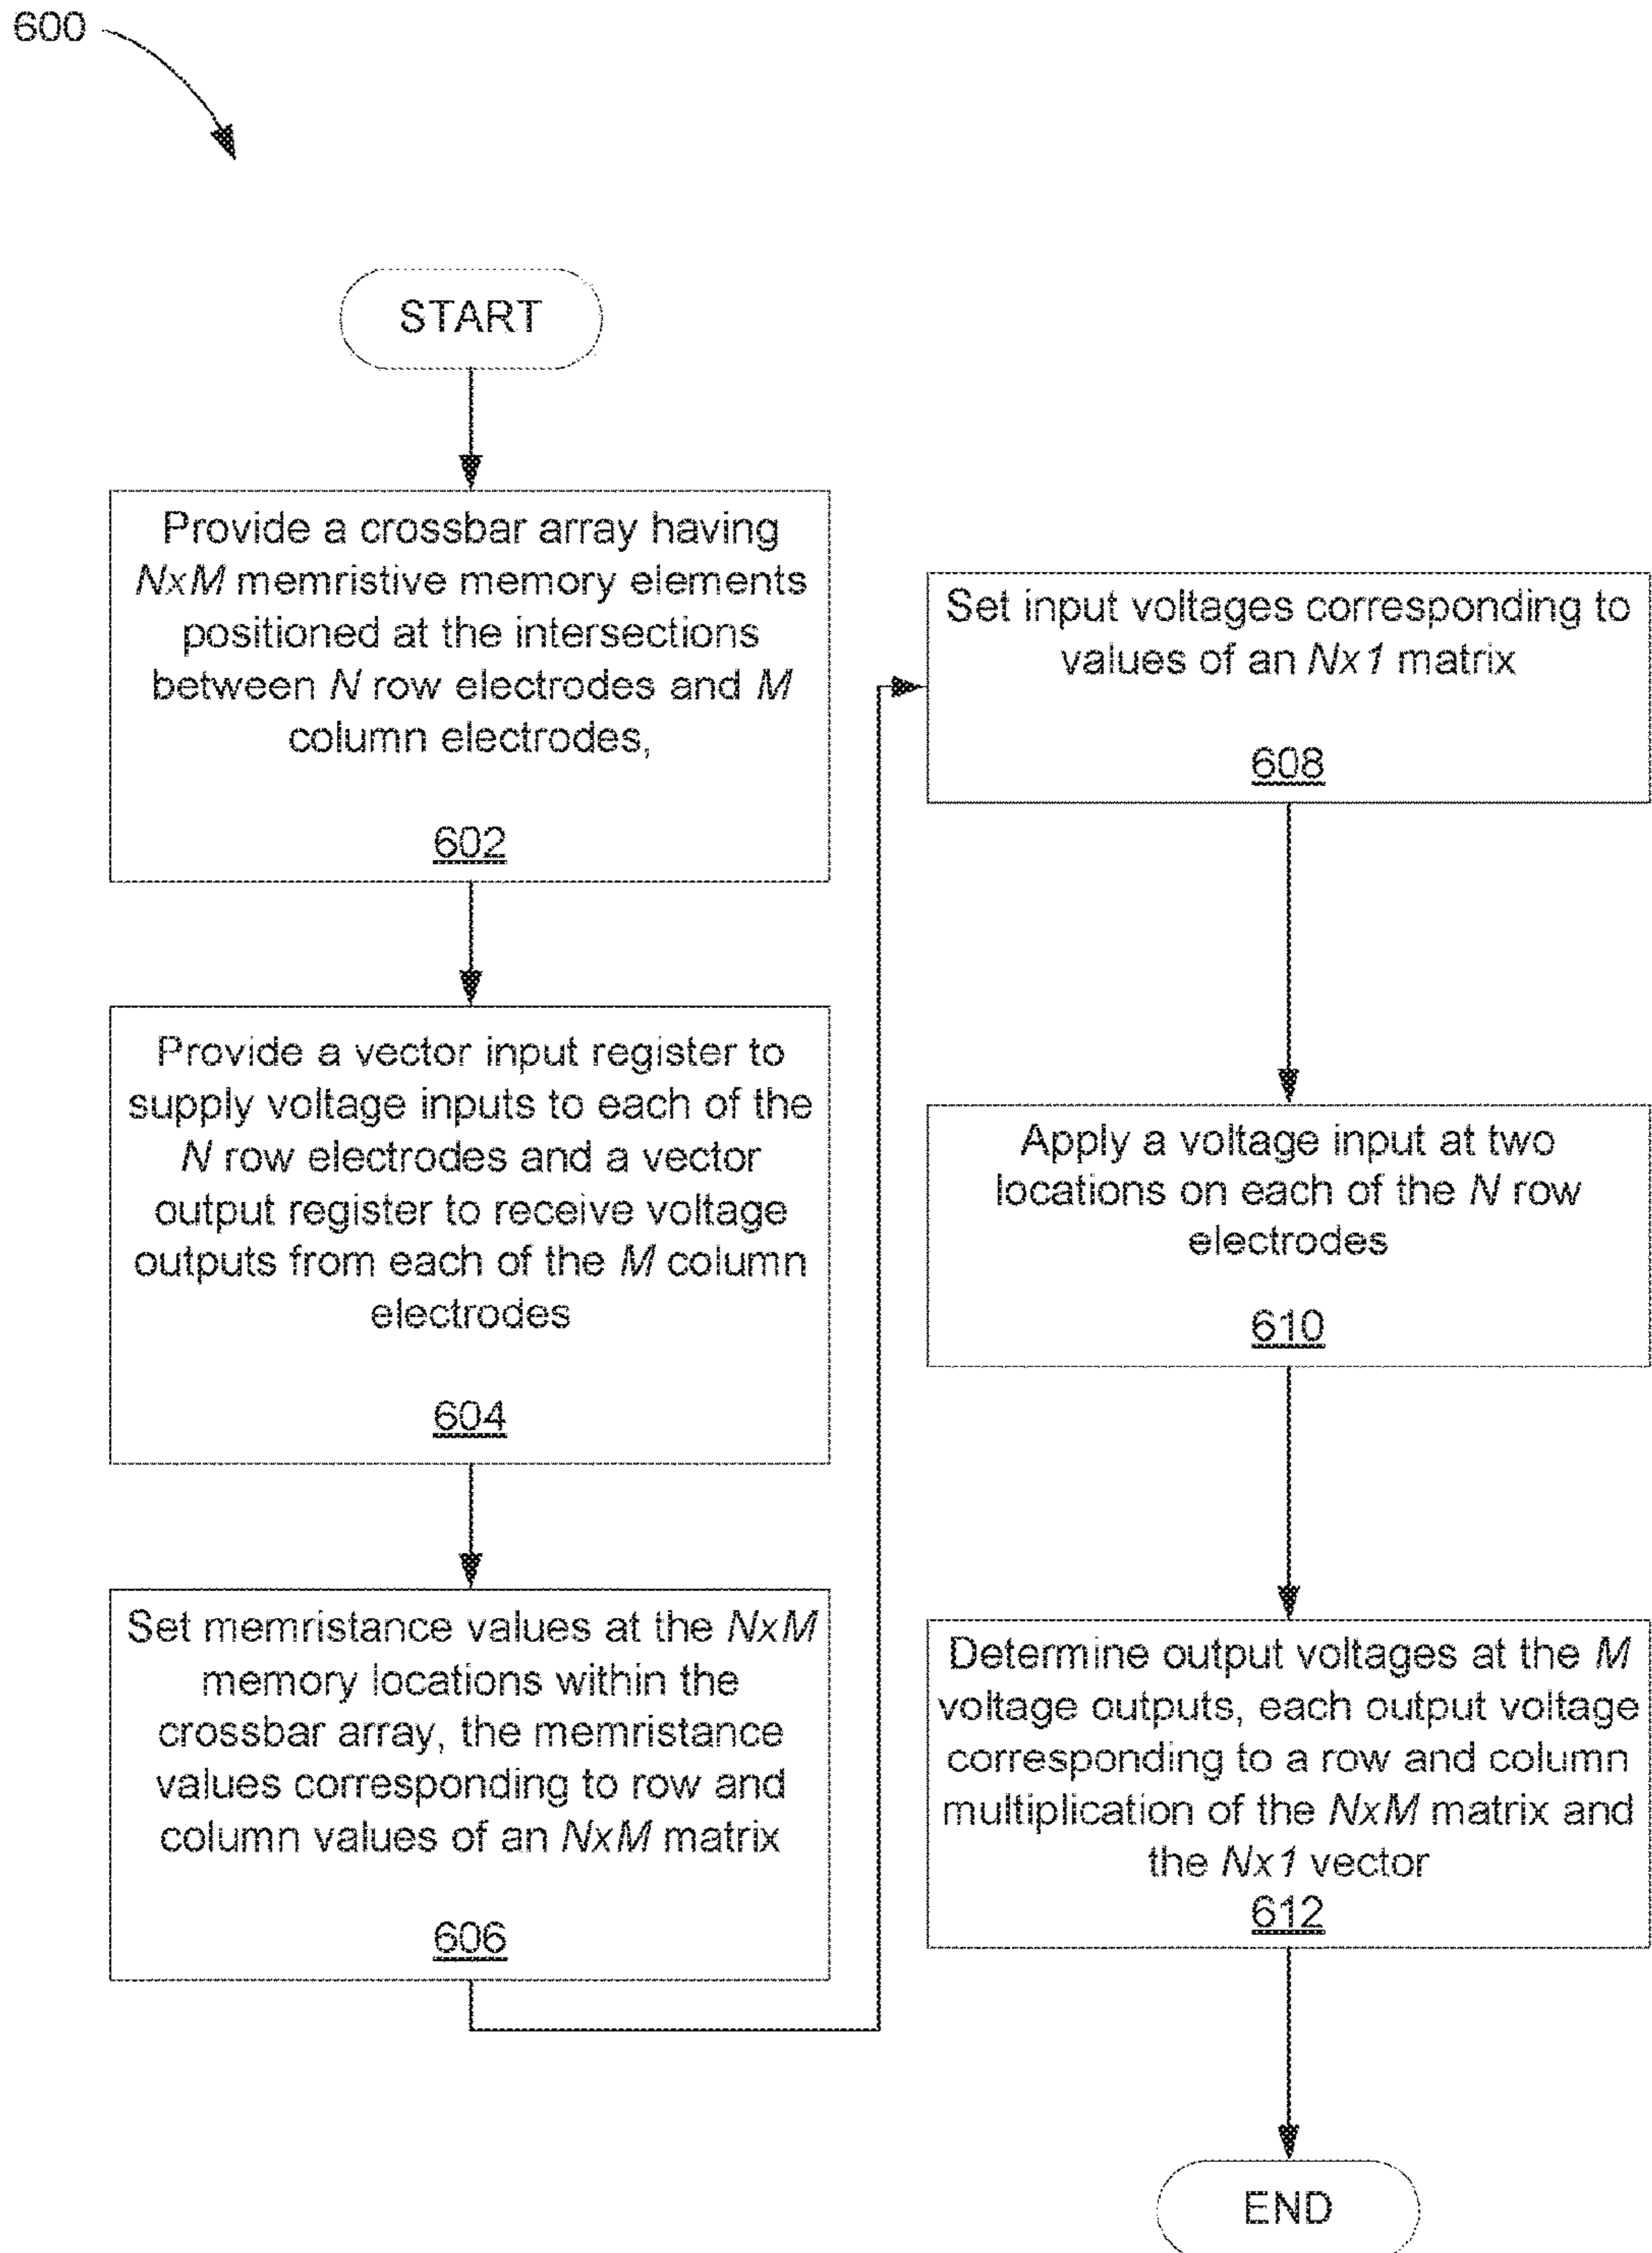 600
START
Provide a crossbar array having
NxM memristive memory elements
positioned at the intersections
between N row electrodes and M
column electrodes,
602
Provide a vector input register to
supply voltage inputs to each of the
N row electrodes and a vector
output register to receive voltage
outputs from each of the M column
electrodes
604
Set memristance values at the NxM
memory locations within the
crossbar array, the memristance
values corresponding to row and
column values of an NxM matrix
606
Set input voltages corresponding to
values of an Nx1 matrix
608
Apply a voltage input at two
locations on each of the N row
electrodes
610
Determine output voltages at the M
voltage outputs, each output voltage
corresponding to a row and column
multiplication of the NxM matrix and
the Nx1 vector
612
END